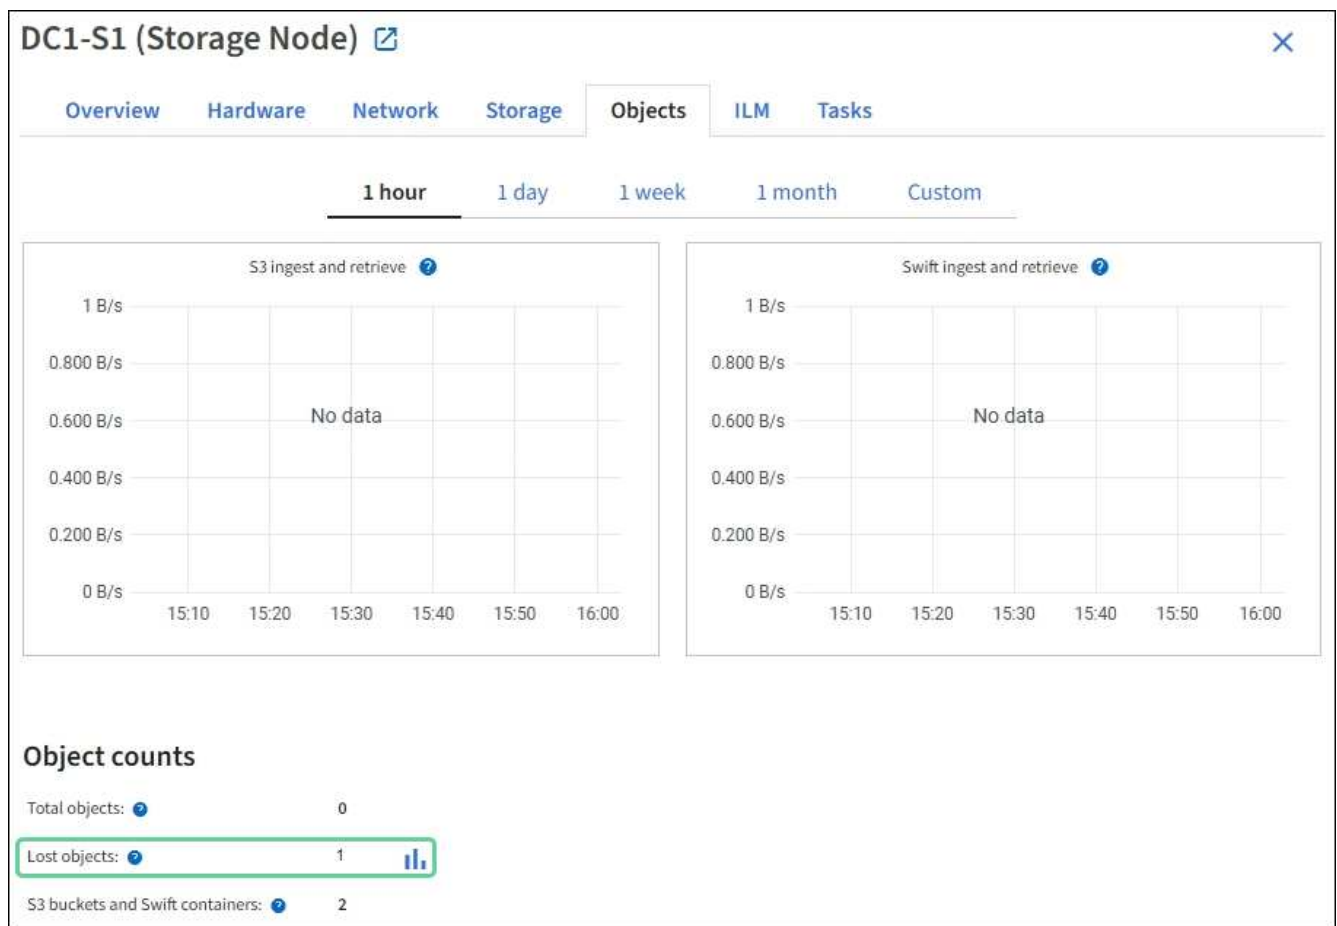 DC1-S1 (Storage Node)
Overview Hardware Network Storage Objects ILM Tasks
1 hour 1 day 1 week 1 month Custom
S3 ingest and retrieve ?
1 B/s
0.800 B/s
0.600 B/s
0.400 B/s
0.200 B/s
0 B/s
No data
15:10 15:20 15:30 15:40 15:50 16:00
Swift ingest and retrieve ?
1 B/s
0.800 B/s
0.600 B/s
0.400 B/s
0.200 B/s
0 B/s
No data
15:10 15:20 15:30 15:40 15:50 16:00
Object counts
Total objects: ? 0
Lost objects: ? 1
S3 buckets and Swift containers: ? 2